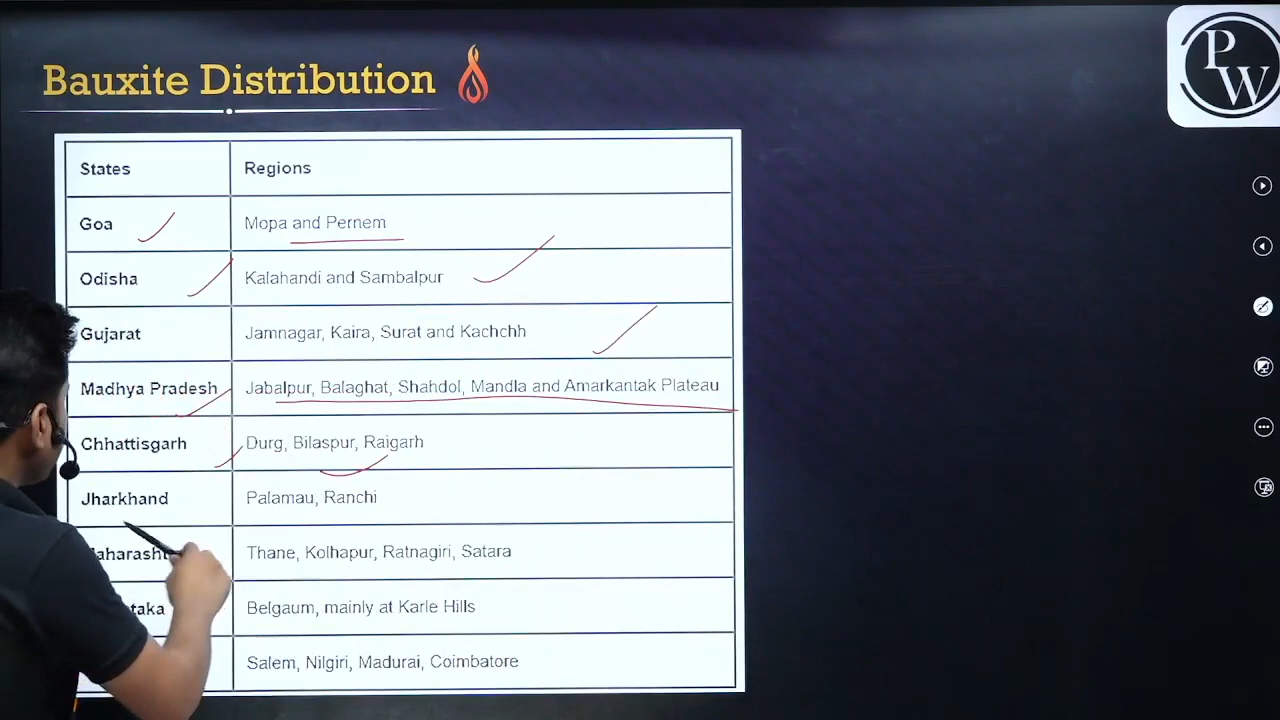 Bauxite Distribution
PW
States Regions
Goa Mopa and Pernem
Odisha Kalahandi and Sambalpur
Gujarat Jamnagar, Kaira, Surat and Kachchh
Madhya Pradesh Jabalpur, Balaghat, Shahdol, Mandla and Amarkantak Plateau
Chhattisgarh Durg, Bilaspur, Raigarh
Jharkhand Palamau, Ranchi
Thane, Kolhapur, Ratnagiri, Satara
Belgaum, mainly at Karle Hills
Salem, Nilgiri, Madurai, Coimbatore